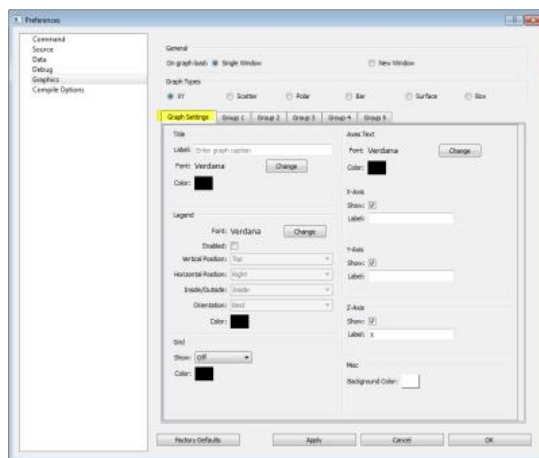 Preferences
Command
Source
Data
Debug
Graphics
Compile Options
General
On graph load: Single Window New Window
Graph Types
XY Scatter Polar Bar Surface Box
Graph Settings Group 1 Group 2 Group 3 Group 4 Group 5
Title
Label: Enter graph caption
Font: Verdana Change
Color:
Legend
Font: Verdana Change
Enabled:
Vertical Position: Top
Horizontal Position: Right
Inside/Outside: Inside
Orientation: Best
Color:
Grid
Show: Off
Color:
Axes Text
Font: Verdana Change
Color:
X-Axis
Show:
Label:
Y-Axis
Show:
Label:
Z-Axis
Show:
Label: X
Misc
Background Color:
Factory Defaults Apply Cancel OK